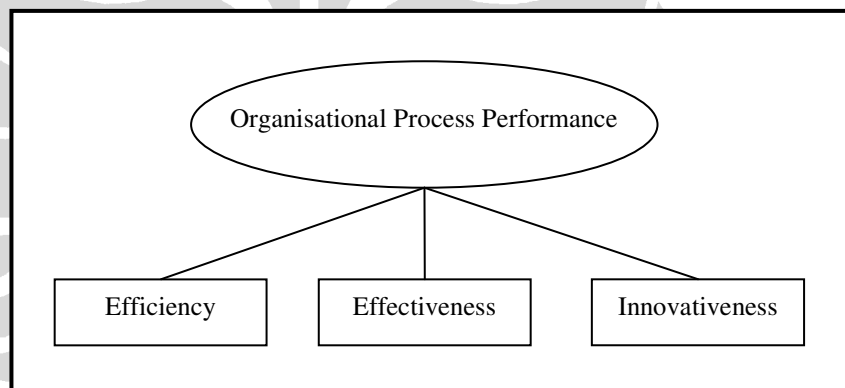 Organisational Process Performance
Efficiency
Effectiveness
Innovativeness